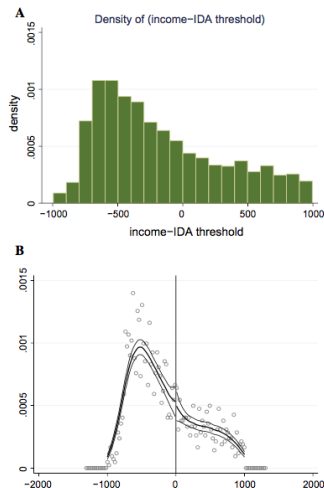 A
Density of (income−IDA threshold)
density
0 .0005 .001 .0015
−1000 −500 0 500 1000
income−IDA threshold
B
0 .0005 .001 .0015
−2000 −1000 0 1000 2000